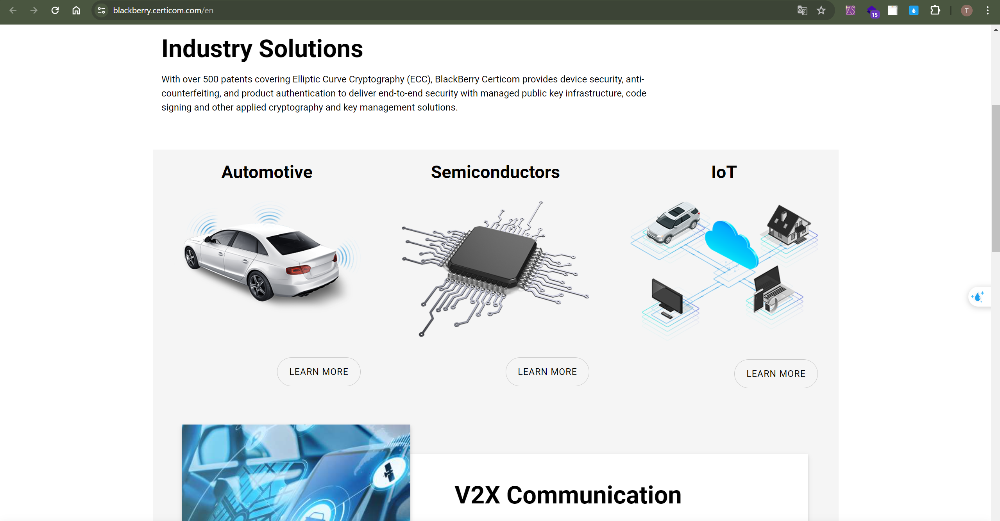 blackberry.certicom.com/en
15
T
Industry Solutions
With over 500 patents covering Elliptic Curve Cryptography (ECC), BlackBerry Certicom provides device security, anti-
counterfeiting, and product authentication to deliver end-to-end security with managed public key infrastructure, code
signing and other applied cryptography and key management solutions.
Automotive
Semiconductors
IoT
LEARN MORE
LEARN MORE
LEARN MORE
V2X Communication